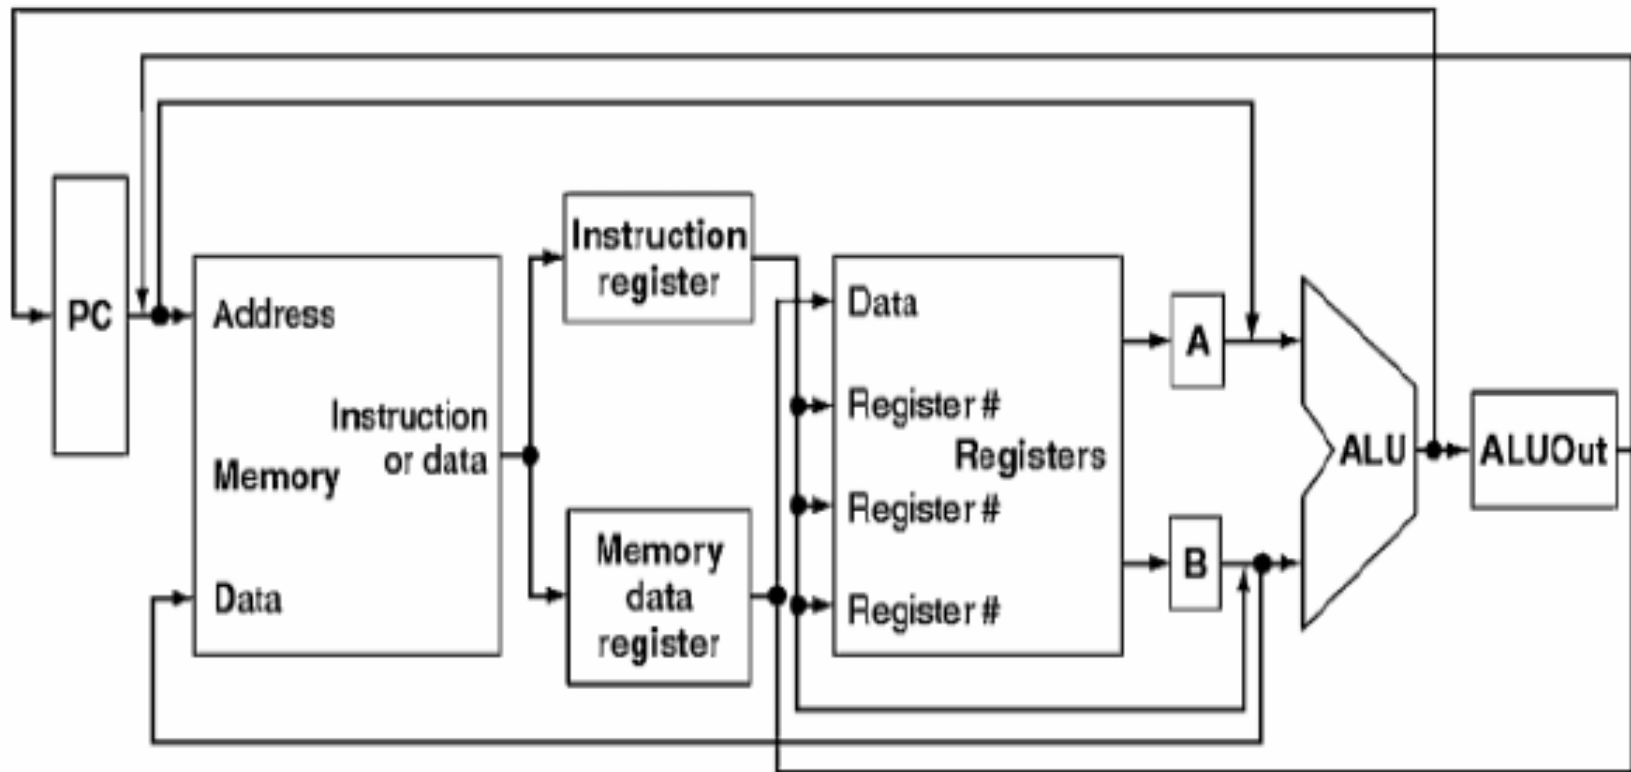 PC
Address
Memory
Data
Instruction
or data
Instruction
register
Memory
data
register
Data
Register #
Register #
Register #
Registers
A
B
ALU
ALUOut